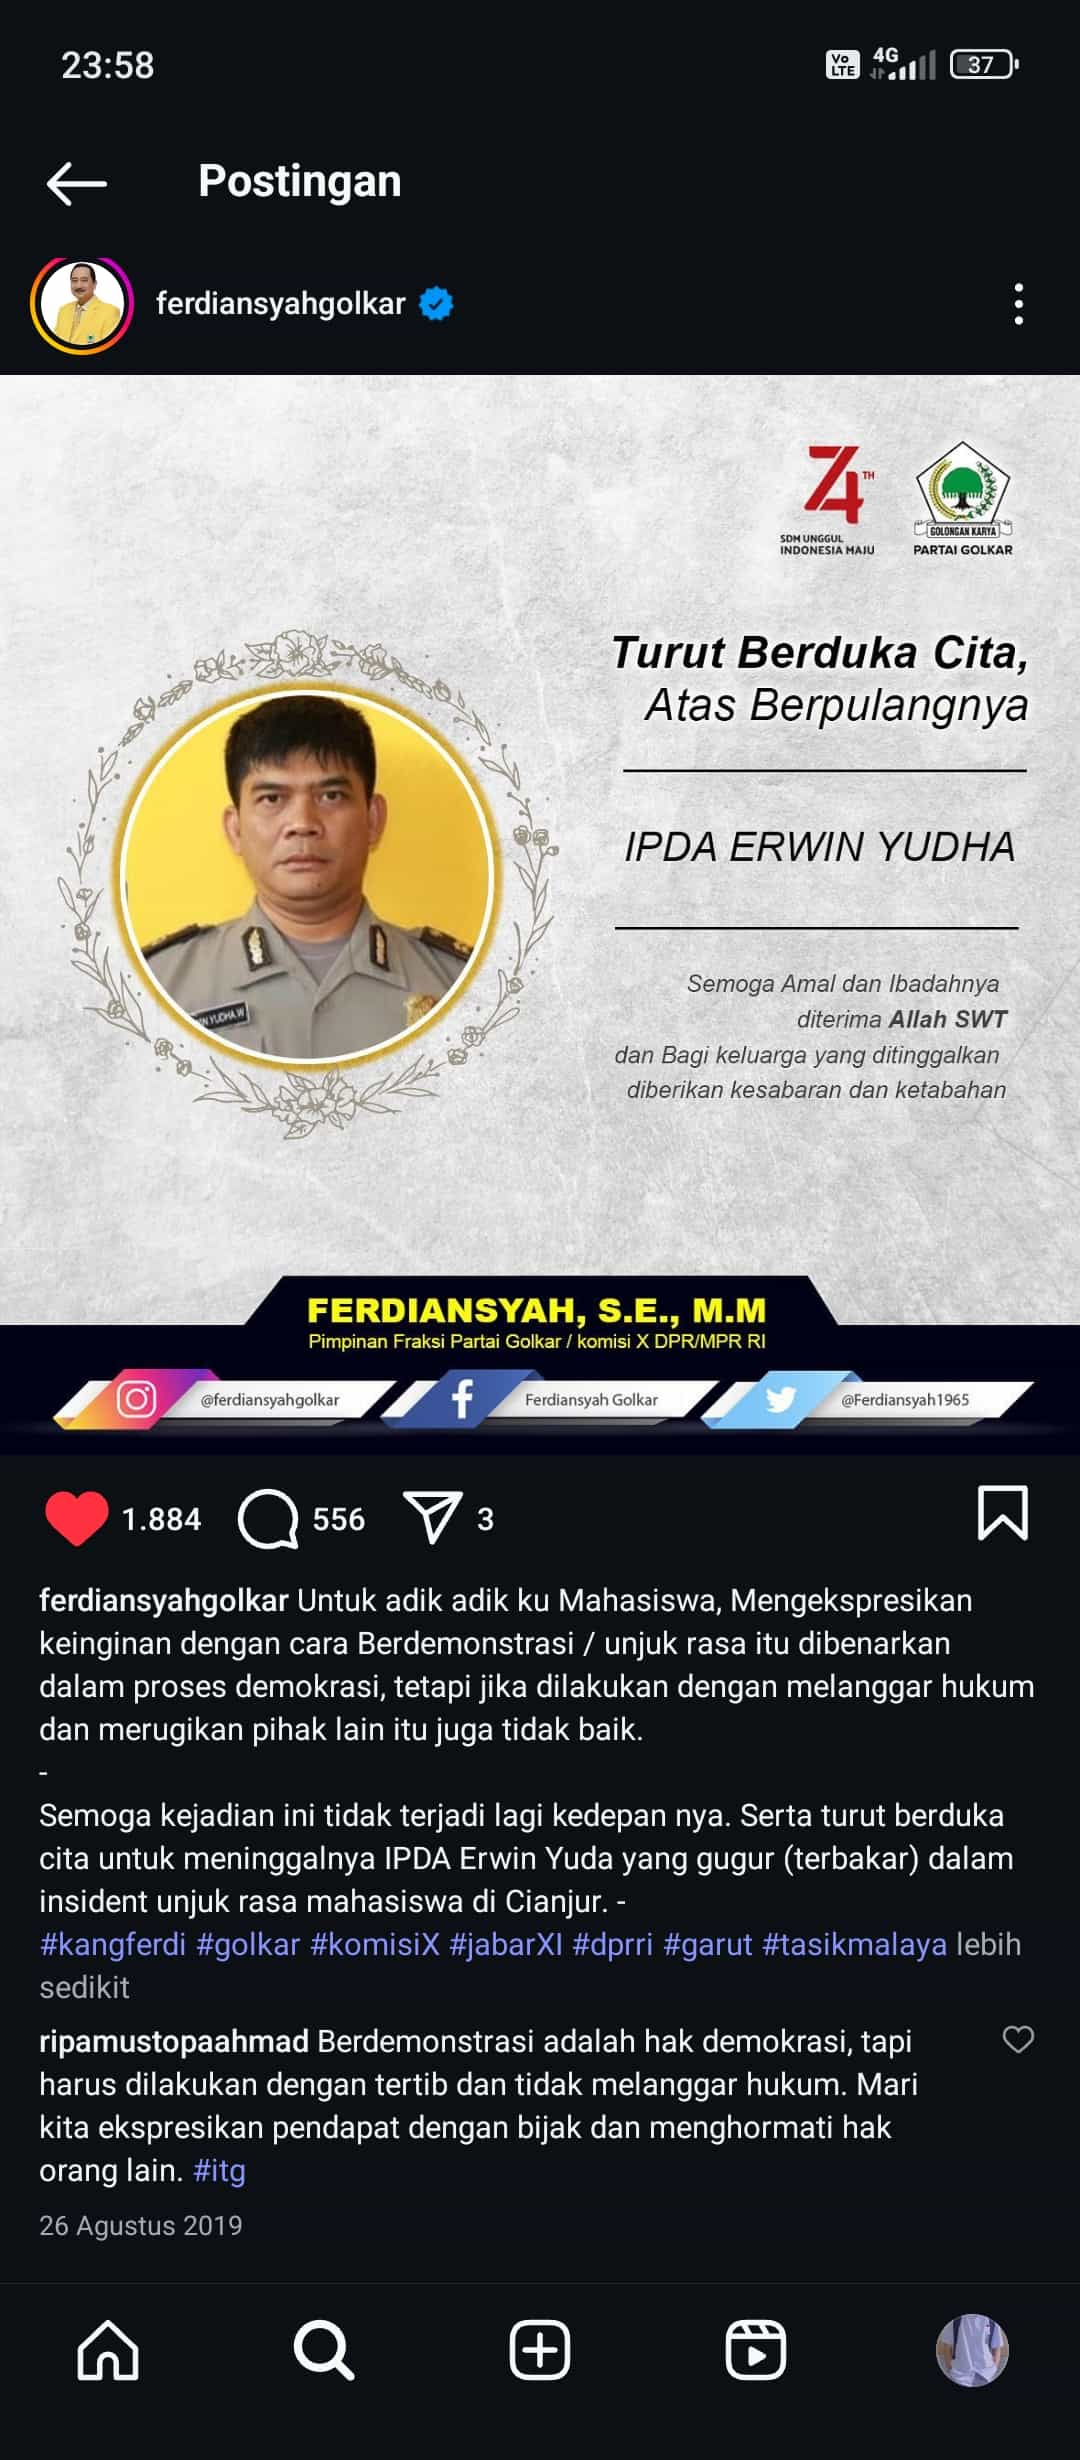 23:58
Vo LTE 4G 37
Postingan
ferdiansyahgolkar
74 TH
SDM UNGGUL
INDONESIA MAJU
GOLONGAN KARYA
PARTAI GOLKAR
Turut Berduka Cita,
Atas Berpulangnya
IPDA ERWIN YUDHA
YUDHA W
Semoga Amal dan Ibadahnya
diterima Allah SWT
dan Bagi keluarga yang ditinggalkan
diberikan kesabaran dan ketabahan
FERDIANSYAH, S.E., M.M
Pimpinan Fraksi Partai Golkar / komisi X DPR/MPR RI
@ferdiansyahgolkar Ferdiansyah Golkar @Ferdiansyah1965
1.884 556 3
ferdiansyahgolkar Untuk adik adik ku Mahasiswa, Mengekspresikan
keinginan dengan cara Berdemonstrasi / unjuk rasa itu dibenarkan
dalam proses demokrasi, tetapi jika dilakukan dengan melanggar hukum
dan merugikan pihak lain itu juga tidak baik.
-
Semoga kejadian ini tidak terjadi lagi kedepan nya. Serta turut berduka
cita untuk meninggalnya IPDA Erwin Yuda yang gugur (terbakar) dalam
insident unjuk rasa mahasiswa di Cianjur. -
#kangferdi #golkar #komisiX #jabarXI #dprri #garut #tasikmalaya lebih
sedikit
ripamustopaahmad Berdemonstrasi adalah hak demokrasi, tapi
harus dilakukan dengan tertib dan tidak melanggar hukum. Mari
kita ekspresikan pendapat dengan bijak dan menghormati hak
orang lain. #itg
26 Agustus 2019